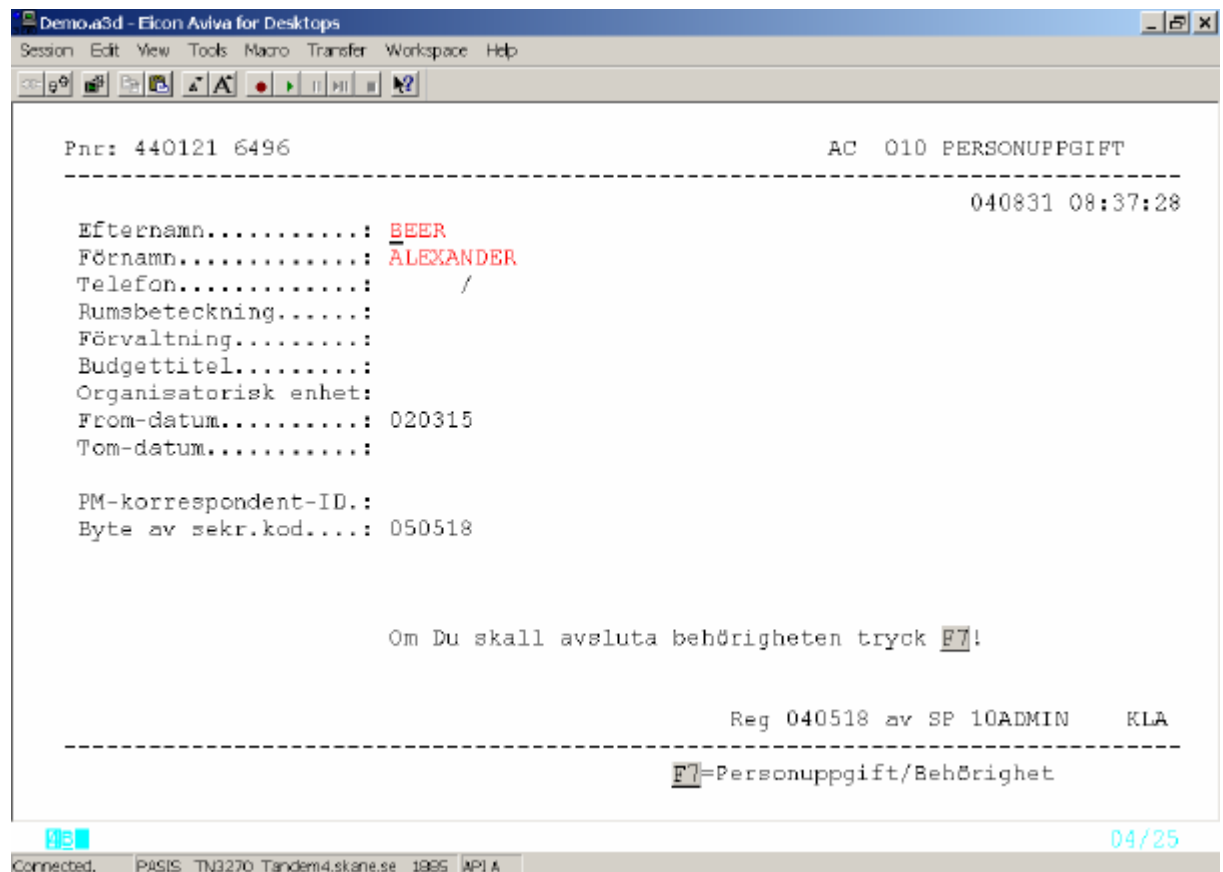 Demo.a3d - Eicon Aviva for Desktops
Session Edit View Tools Macro Transfer Workspace Help
Pnr: 440121 6496 AC 010 PERSONUPPGIFT
040831 08:37:28
Efternamn...........: BEER
Förnamn.............: ALEXANDER
Telefon.............: /
Rumsbeteckning......:
Förvaltning.........:
Budgettitel.........:
Organisatorisk enhet:
From-datum..........: 020315
Tom-datum...........:
PM-korrespondent-ID.:
Byte av sekr.kod....: 050518
Om Du skall avsluta behörigheten tryck F7!
Reg 040518 av SP 10ADMIN KLA
F7=Personuppgift/Behörighet
04/25
Connected. PASIS TN3270 Tandem4.skane.se 1885 APLA